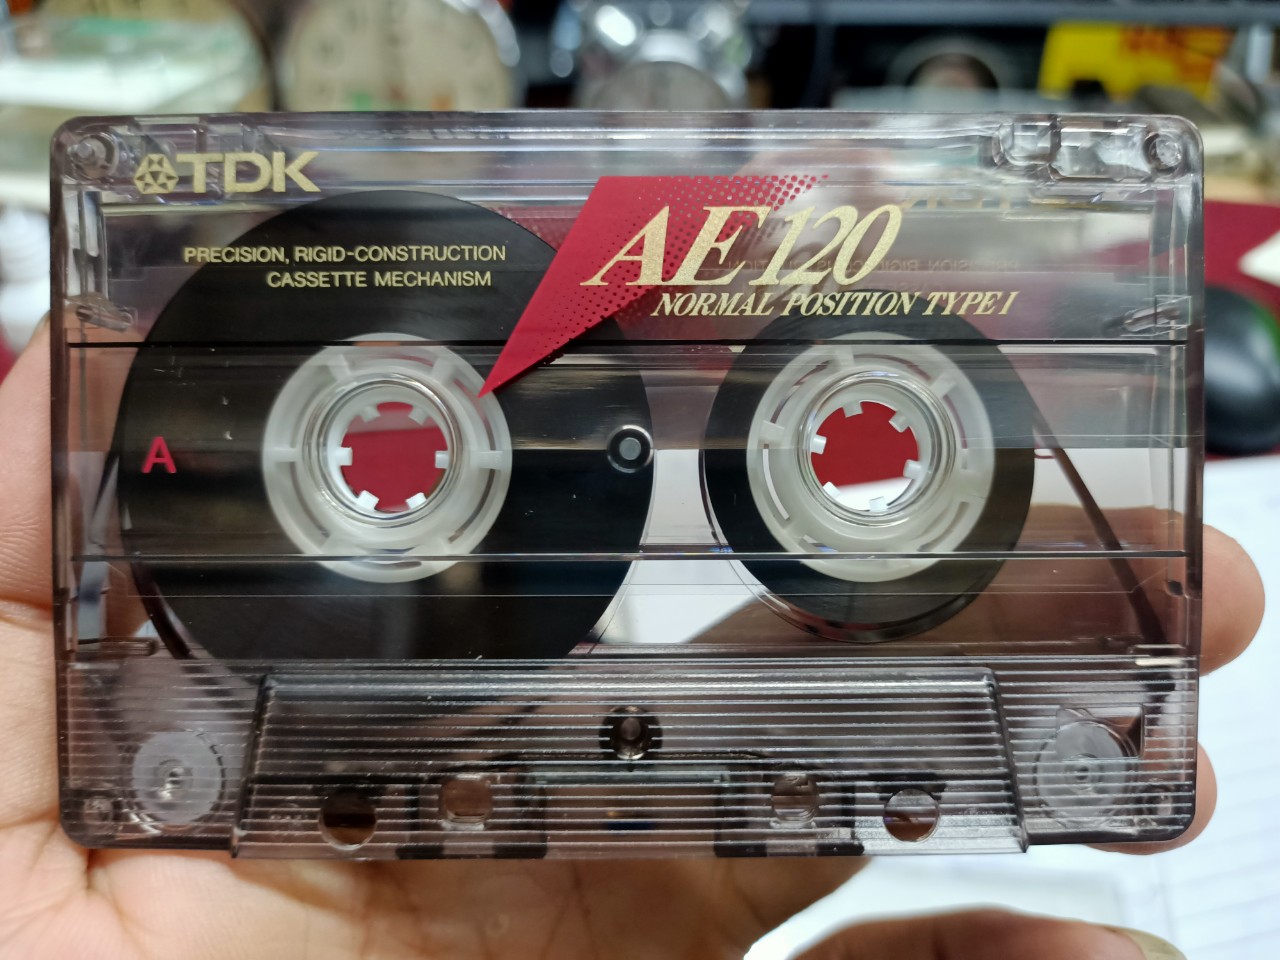 TDK
AE 120
PRECISION, RIGID-CONSTRUCTION
CASSETTE MECHANISM
NORMAL POSITION TYPE I
A